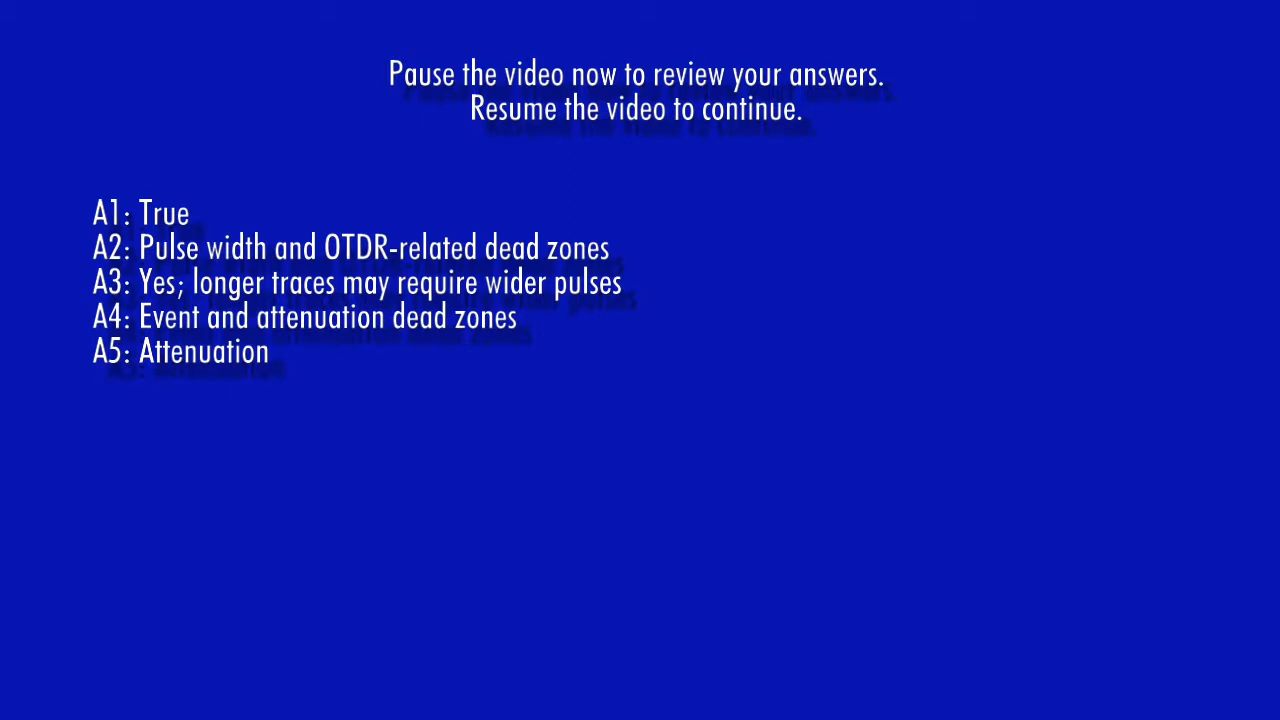 Pause the video now to review your answers.
Resume the video to continue.
A1: True
A2: Pulse width and OTDR-related dead zones
A3: Yes; longer traces may require wider pulses
A4: Event and attenuation dead zones
A5: Attenuation